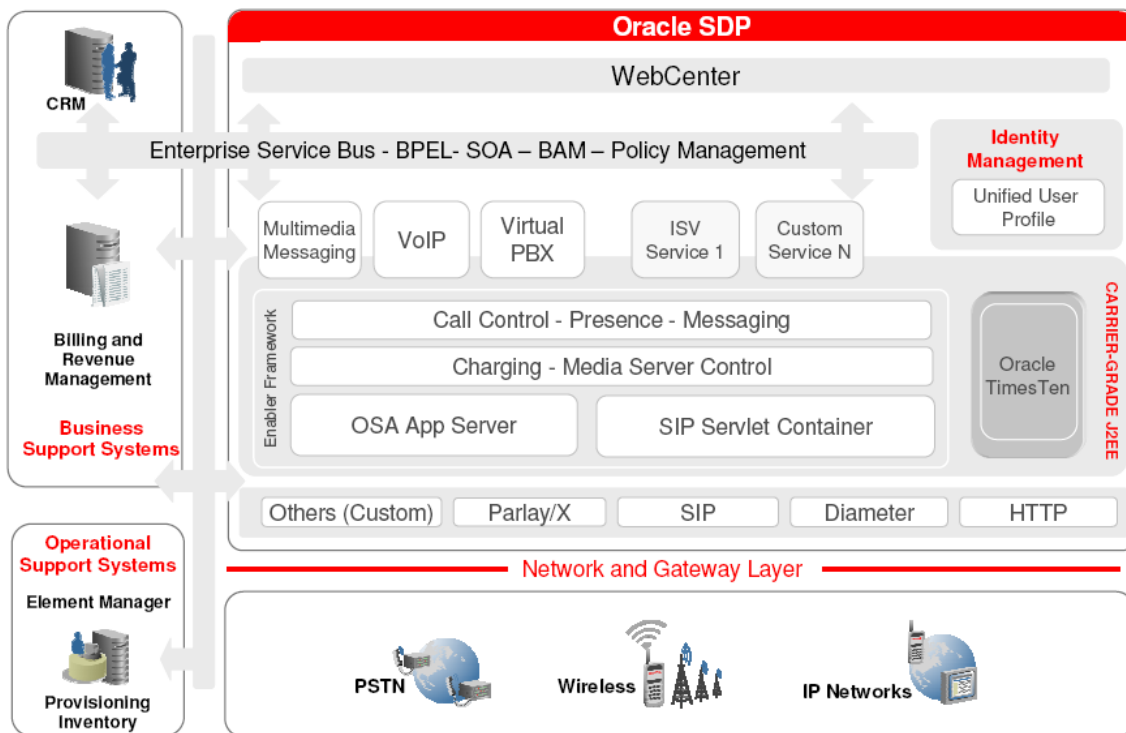 CRM
Billing and
Revenue
Management
Business
Support Systems
Operational
Support Systems
Element Manager
Provisioning
Inventory
Oracle SDP
WebCenter
Enterprise Service Bus - BPEL- SOA – BAM – Policy Management
Identity
Management
Unified User
Profile
Multimedia
Messaging
VoIP
Virtual
PBX
ISV
Service 1
Custom
Service N
Enabler Framework
Call Control - Presence - Messaging
Charging - Media Server Control
OSA App Server
SIP Servlet Container
Oracle
TimesTen
CARRIER-GRADE J2EE
Others (Custom)
Parlay/X
SIP
Diameter
HTTP
Network and Gateway Layer
PSTN
Wireless
IP Networks